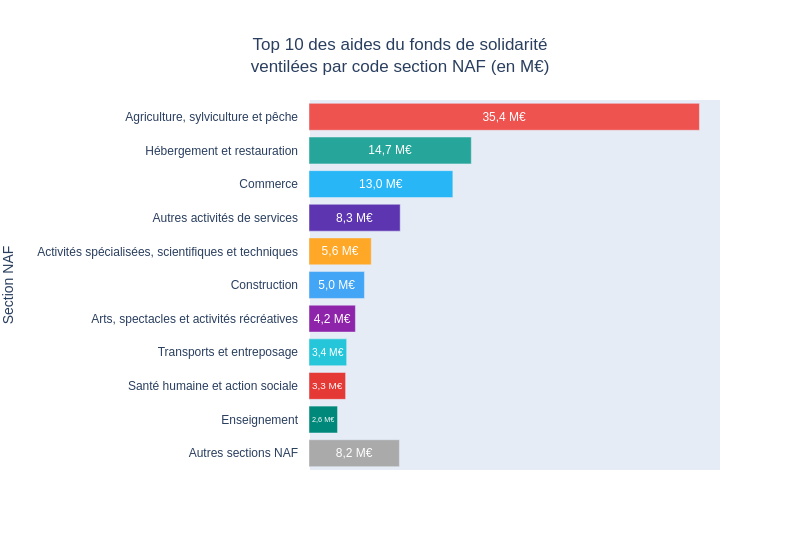 Top 10 des aides du fonds de solidarité
ventilées par code section NAF (en M€)
Section NAF
Agriculture, sylviculture et pêche 35,4 M€
Hébergement et restauration 14,7 M€
Commerce 13,0 M€
Autres activités de services 8,3 M€
Activités spécialisées, scientifiques et techniques 5,6 M€
Construction 5,0 M€
Arts, spectacles et activités récréatives 4,2 M€
Transports et entreposage 3,4 M€
Santé humaine et action sociale 3,3 M€
Enseignement 2,6 M€
Autres sections NAF 8,2 M€